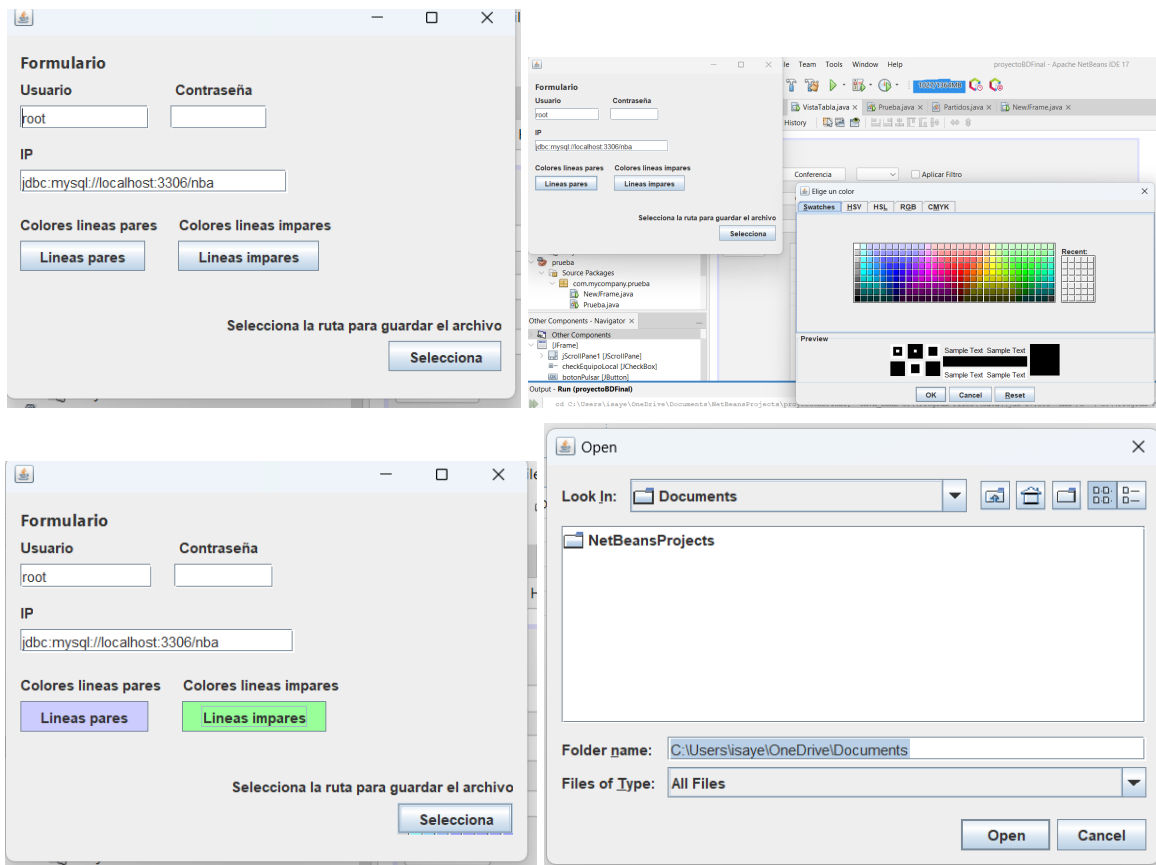 Formulario
Usuario Contraseña
root
IP
jdbc:mysql://localhost:3306/nba
Colores lineas pares Colores lineas impares
Lineas pares Lineas impares
Selecciona la ruta para guardar el archivo
Selecciona
le Team Tools Window Help proyectoBDFinal - Apache NetBeans IDE 17
VistaTabla.java × Prueba.java × Partidos.java × NewJFrame.java ×
History
Formulario
Usuario Contraseña
root
IP
jdbc:mysql://localhost:3306/nba
Colores lineas pares Colores lineas impares
Lineas pares Lineas impares
Selecciona la ruta para guardar el archivo
Selecciona
Conferencia Aplicar Filtro
Elige un color
Swatches HSV HSL RGB CMYK
Recent:
Preview
Sample Text Sample Text
Sample Text Sample Text
OK Cancel Reset
prueba
Source Packages
com.mycompany.prueba
NewJFrame.java
Prueba.java
Other Components - Navigator ×
Other Components
[JFrame]
jScrollPane1 [JScrollPane]
checkEquipoLocal [JCheckBox]
botonPulsar [JButton]
Output - Run (proyectoBDFinal)
cd C:\Users\isaye\OneDrive\Documents\NetBeansProjects\
Formulario
Usuario Contraseña
root
IP
jdbc:mysql://localhost:3306/nba
Colores lineas pares Colores lineas impares
Lineas pares Lineas impares
Selecciona la ruta para guardar el archivo
Selecciona
Open
Look In: Documents
NetBeansProjects
Folder name: C:\Users\isaye\OneDrive\Documents
Files of Type: All Files
Open Cancel